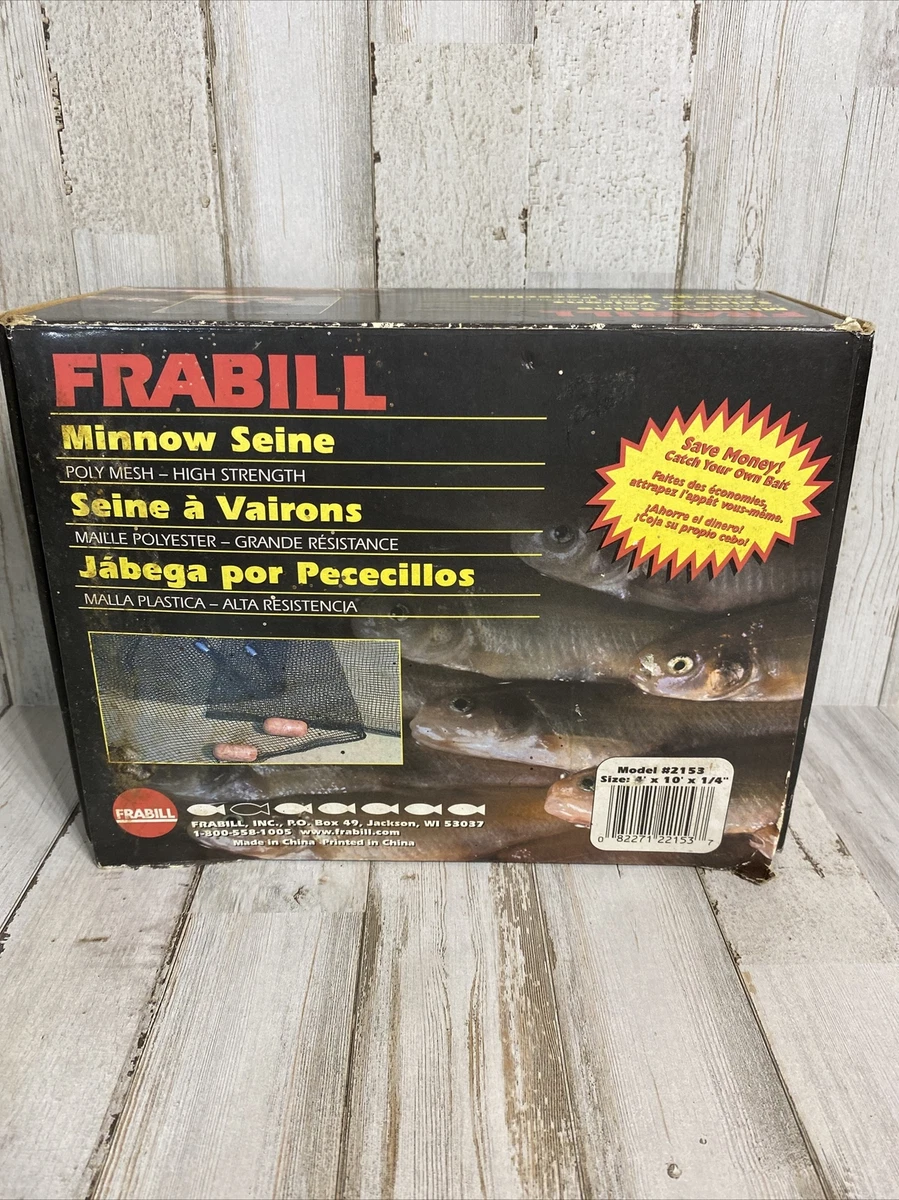 FRABILL
Minnow Seine
POLY MESH – HIGH STRENGTH
Seine à Vairons
MAILLE POLYESTER – GRANDE RÉSISTANCE
Jábega por Pececillos
MALLA PLASTICA – ALTA RESISTENCIA
Save Money!
Catch Your Own Bait
Faites des économies,
attrapez l'appât vous-même.
¡Ahorre el dinero!
¡Coja su propio cebo!
Model #2153
Size: 4' x 10' x 1/4"
0 82271 22153 7
FRABILL
FRABILL, INC., P.O. Box 49, Jackson, WI 53037
1-800-558-1005 www.frabill.com
Made in China Printed in China